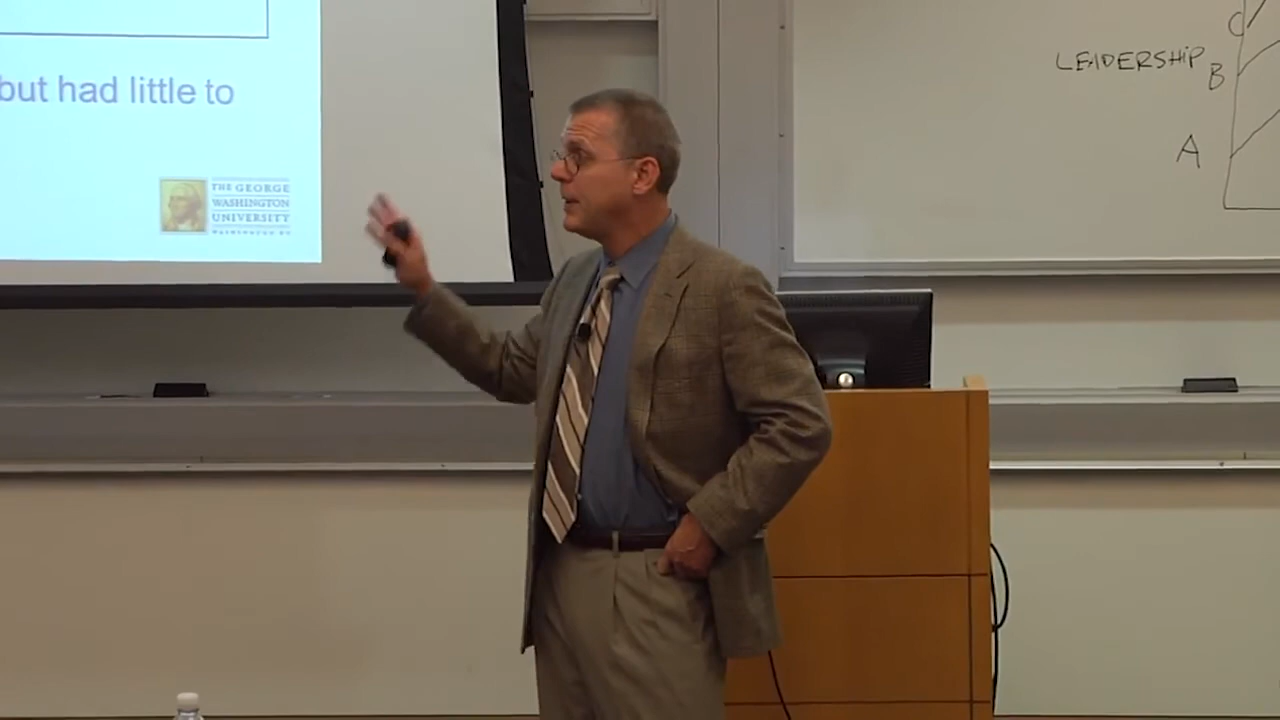 but had little to
THE GEORGE
WASHINGTON
UNIVERSITY
LEADERSHIP
C
B
A